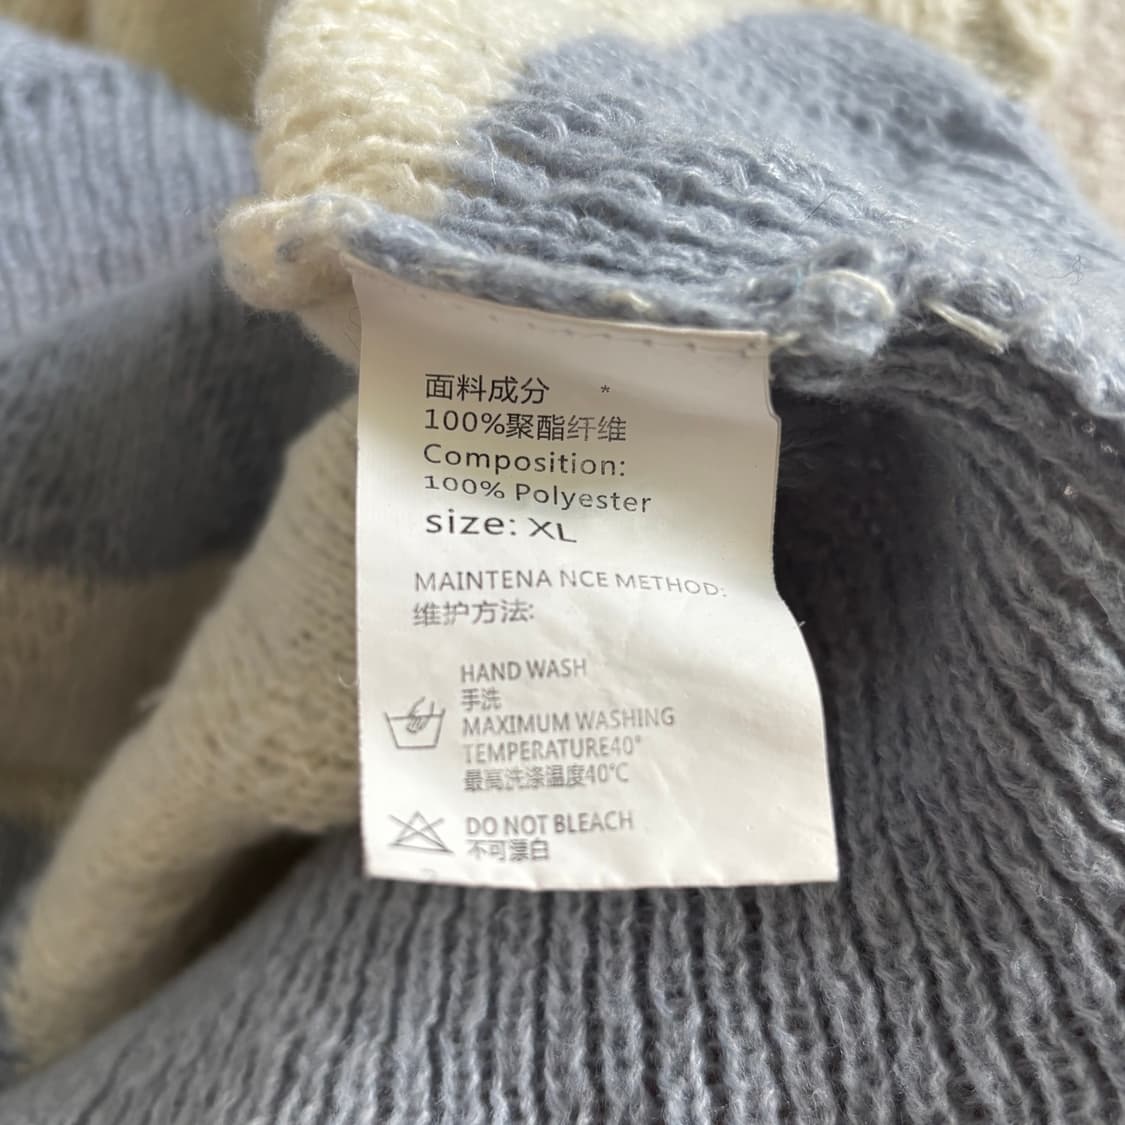 面料成分 *
100%聚酯纤维
Composition:
100% Polyester
size: XL
MAINTENA NCE METHOD:
维护方法:
HAND WASH
手洗
MAXIMUM WASHING
TEMPERATURE40°
最高洗涤温度40°C
DO NOT BLEACH
不可漂白